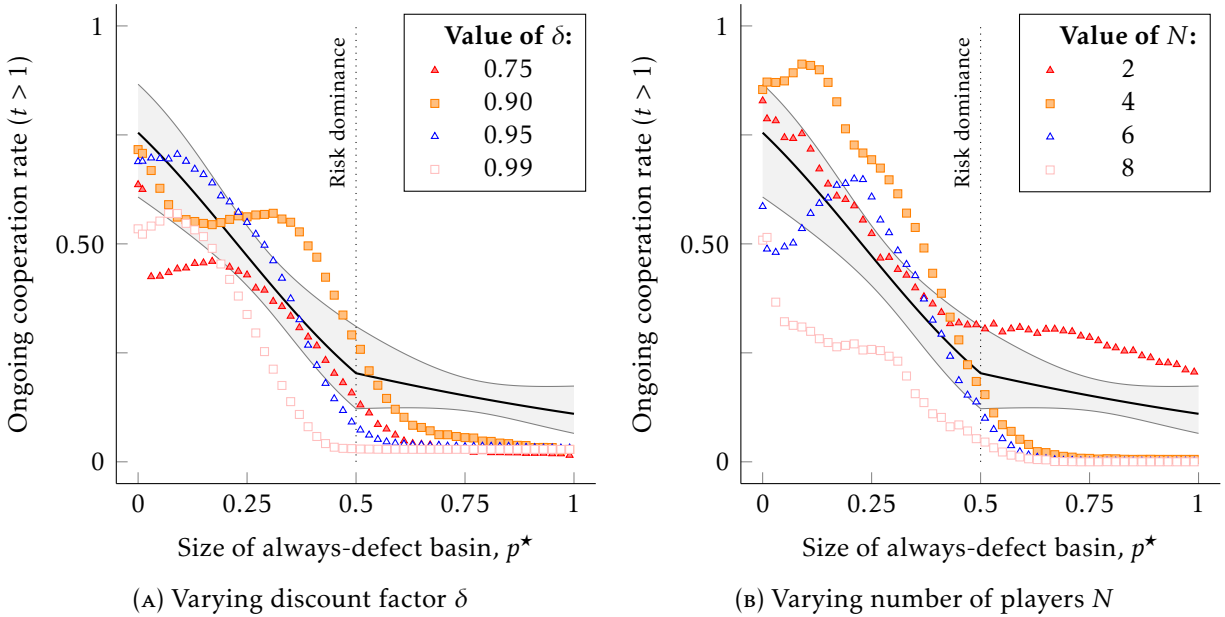 1
0.50
0
Ongoing cooperation rate (t > 1)
0
0.25
0.5
0.75
1
Size of always-defect basin, p★
Risk dominance
Value of δ:
0.75
0.90
0.95
0.99
(A) Varying discount factor δ
1
0.50
0
Ongoing cooperation rate (t > 1)
0
0.25
0.5
0.75
1
Size of always-defect basin, p★
Risk dominance
Value of N:
2
4
6
8
(B) Varying number of players N